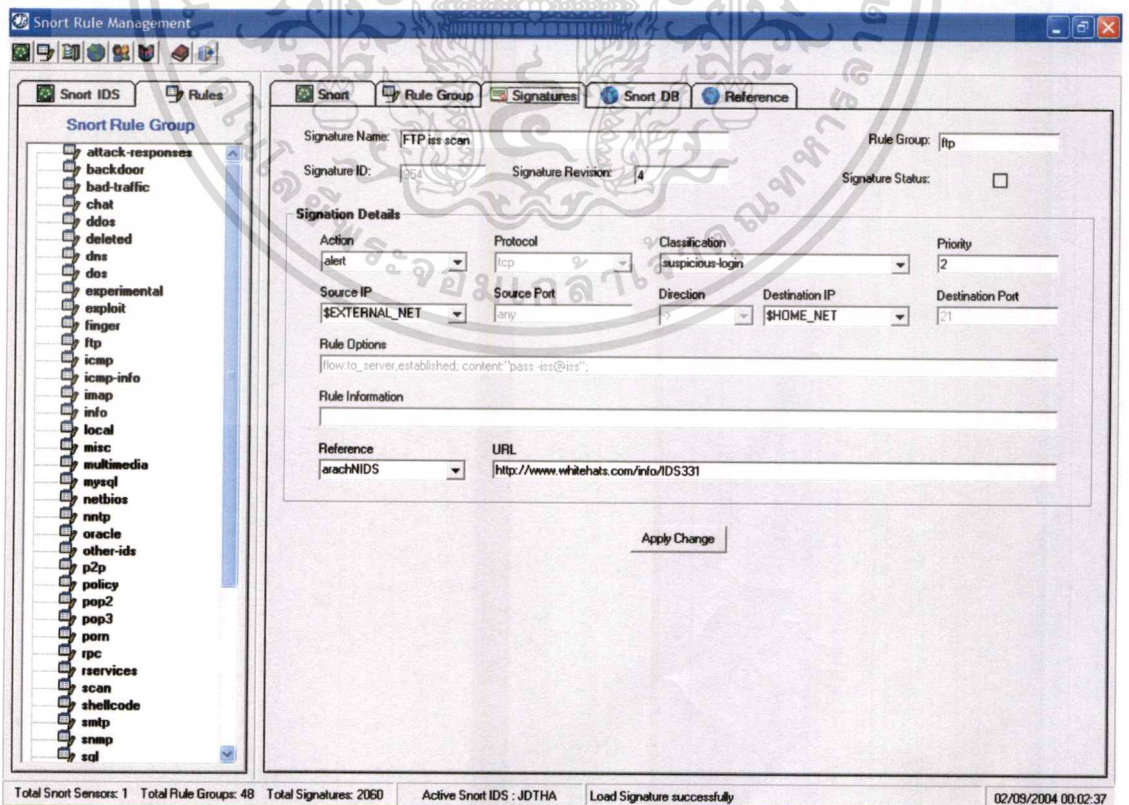 Snort Rule Management
Snort IDS
Rules
Snort Rule Group
attack-responses
backdoor
bad-traffic
chat
ddos
deleted
dns
dos
experimental
exploit
finger
ftp
icmp
icmp-info
imap
info
local
misc
multimedia
mysql
netbios
nntp
oracle
other-ids
p2p
policy
pop2
pop3
porn
rpc
rservices
scan
shellcode
smtp
snmp
sql
Snort
Rule Group
Signatures
Snort DB
Reference
Signature Name: FTP iss scan
Rule Group: ftp
Signature ID: 354
Signature Revision: 4
Signature Status:
Signation Details
Action
Protocol
Classification
Priority
alert
tcp
suspicious-login
2
Source IP
Source Port
Direction
Destination IP
Destination Port
$EXTERNAL_NET
any
$HOME_NET
21
Rule Options
flow:to_server,established; content:"pass -iss@iss";
Rule Information
Reference
URL
arachNIDS
http://www.whitehats.com/info/IDS331
Apply Change
Total Snort Sensors: 1 Total Rule Groups: 48 Total Signatures: 2060
Active Snort IDS : JDTHA
Load Signature successfully
02/09/2004 00:02:37